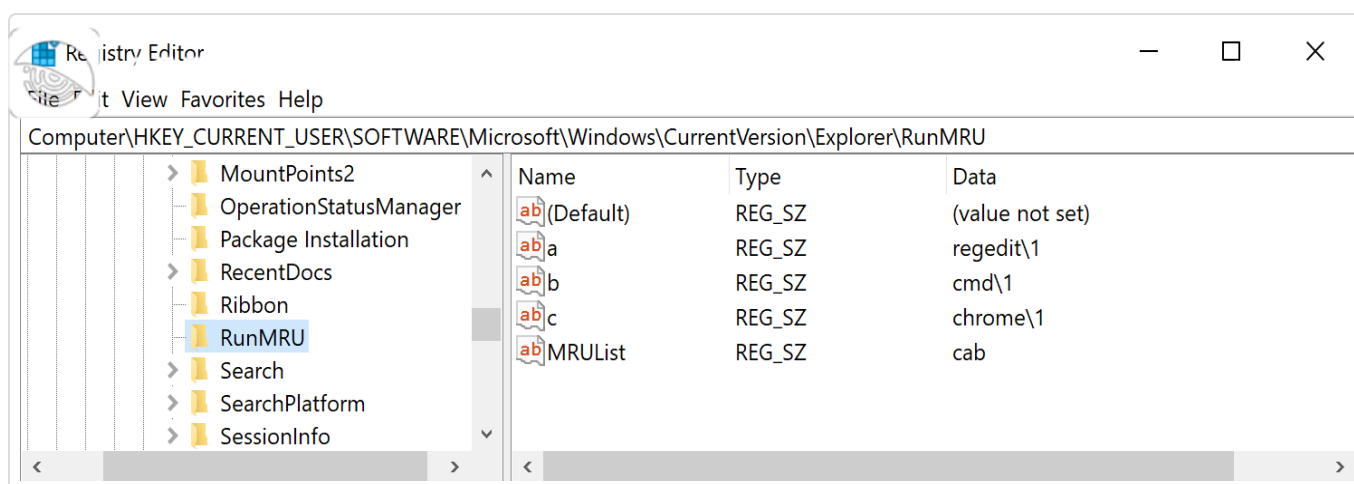 Registry Editor
File Edit View Favorites Help
Computer\HKEY_CURRENT_USER\SOFTWARE\Microsoft\Windows\CurrentVersion\Explorer\RunMRU
MountPoints2
OperationStatusManager
Package Installation
RecentDocs
Ribbon
RunMRU
Search
SearchPlatform
SessionInfo
Name Type Data
(Default) REG_SZ (value not set)
a REG_SZ regedit\1
b REG_SZ cmd\1
c REG_SZ chrome\1
MRUList REG_SZ cab